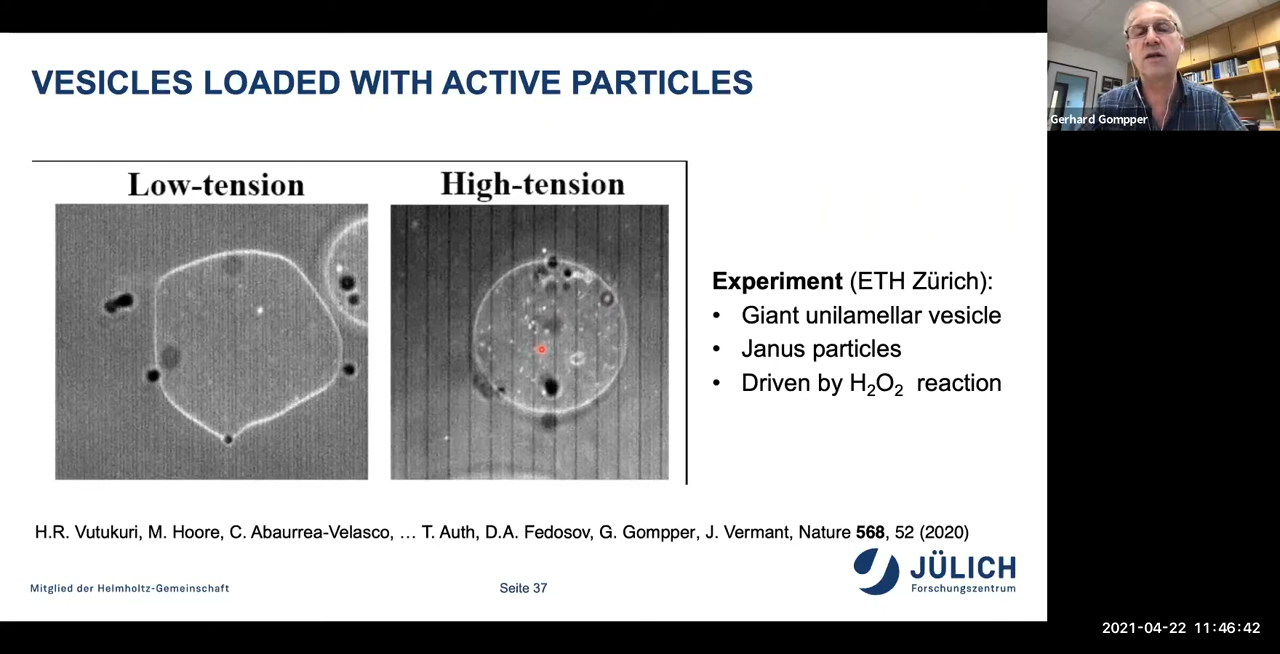 VESICLES LOADED WITH ACTIVE PARTICLES
Gerhard Gompper
Low-tension
High-tension
Experiment (ETH Zürich):
• Giant unilamellar vesicle
• Janus particles
• Driven by H₂O₂ reaction
H.R. Vutukuri, M. Hoore, C. Abaurrea-Velasco, … T. Auth, D.A. Fedosov, G. Gompper, J. Vermant, Nature 568, 52 (2020)
JÜLICH
Forschungszentrum
Mitglied der Helmholtz-Gemeinschaft
Seite 37
2021-04-22 11:46:42